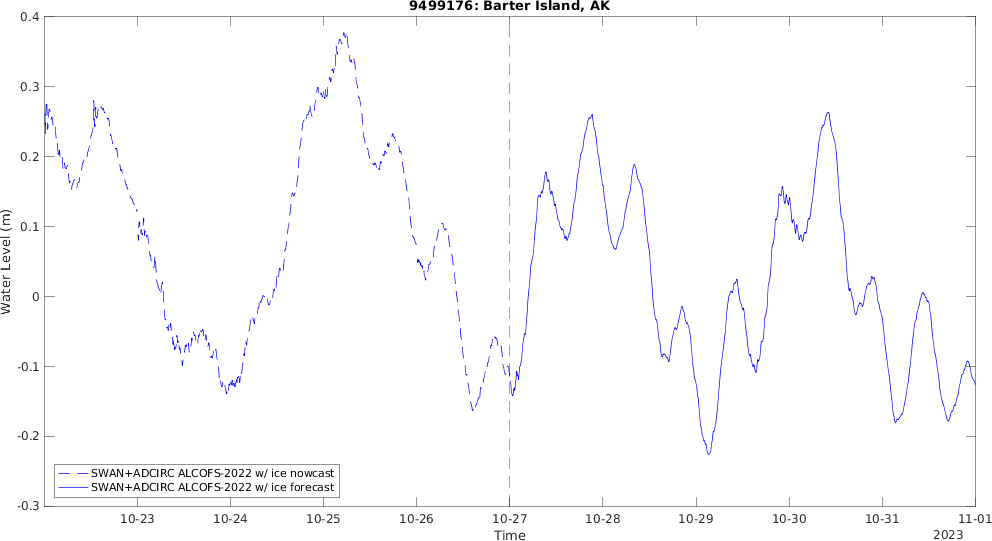 9499176: Barter Island, AK
0.4
0.3
0.2
0.1
0
-0.1
-0.2
-0.3
Water Level (m)
SWAN+ADCIRC ALCOFS-2022 w/ ice nowcast
SWAN+ADCIRC ALCOFS-2022 w/ ice forecast
10-23 10-24 10-25 10-26 10-27 10-28 10-29 10-30 10-31 11-01
Time
2023